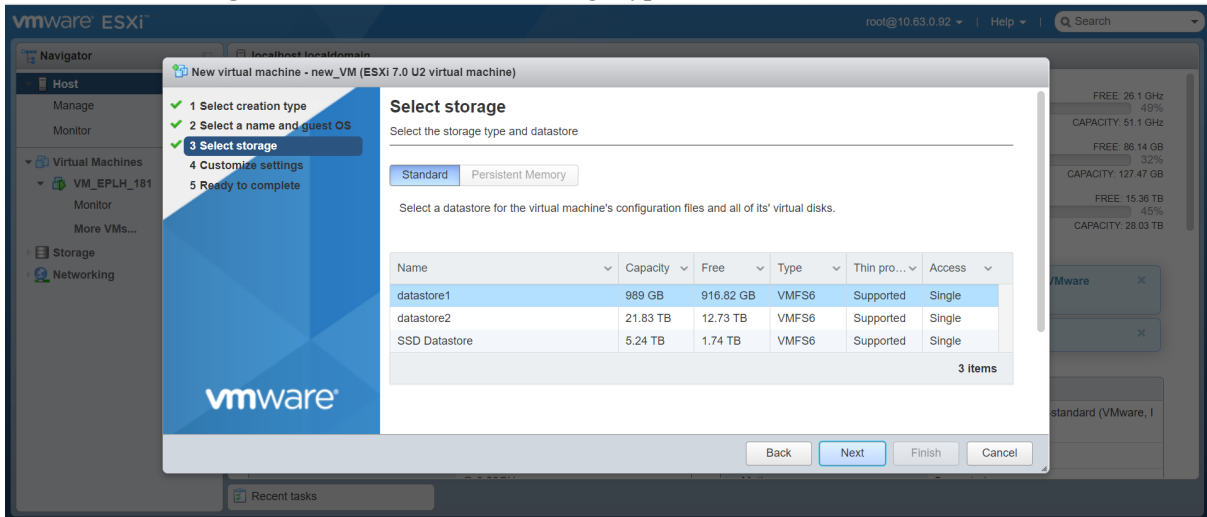 vmware ESXi™
root@10.63.0.92 | Help | Search
Navigator
localhost.localdomain
Host
Manage
Monitor
Virtual Machines
VM_EPLH_181
Monitor
More VMs...
Storage
Networking
New virtual machine - new_VM (ESXi 7.0 U2 virtual machine)
1 Select creation type
2 Select a name and guest OS
3 Select storage
4 Customize settings
5 Ready to complete
vmware®
Select storage
Select the storage type and datastore
Standard Persistent Memory
Select a datastore for the virtual machine's configuration files and all of its' virtual disks.
Name Capacity Free Type Thin pro... Access
datastore1 989 GB 916.82 GB VMFS6 Supported Single
datastore2 21.83 TB 12.73 TB VMFS6 Supported Single
SSD Datastore 5.24 TB 1.74 TB VMFS6 Supported Single
3 items
Back Next Finish Cancel
FREE: 26.1 GHz
49%
CAPACITY: 51.1 GHz
FREE: 86.14 GB
32%
CAPACITY: 127.47 GB
FREE: 15.36 TB
45%
CAPACITY: 28.03 TB
VMware
-standard (VMware, I
Recent tasks